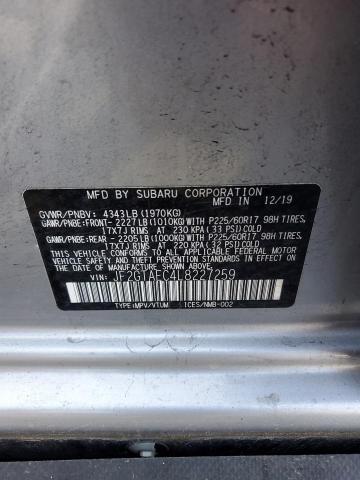 MFD. BY SUBARU CORPORATION 12/19
GVWR/PNBV: 4343LB(1970KG)
GAWR/PNBE:FRONT- 2227LB(1010KG)WITH P225/60R17 98H TIRES,
17X7J RIMS AT 230 KPA( 33 PSI)COLD
GAWR/PNBE:REAR - 2205LB(1000KG)WITH P225/60R17 98H TIRES,
17X7J RIMS AT 220 KPA( 32 PSI)COLD
THIS VEHICLE CONFORMS TO ALL APPLICABLE FEDERAL MOTOR
VEHICLE SAFETY BUMPER AND THEFT PREVENTION STANDARDS
IN EFFECT ON THE DATE OF MANUFACTURE SHOWN ABOVE.
VIN: JF2GTAEC4L8227259
TYPE:MPV/VTUM ICES/NMB-002